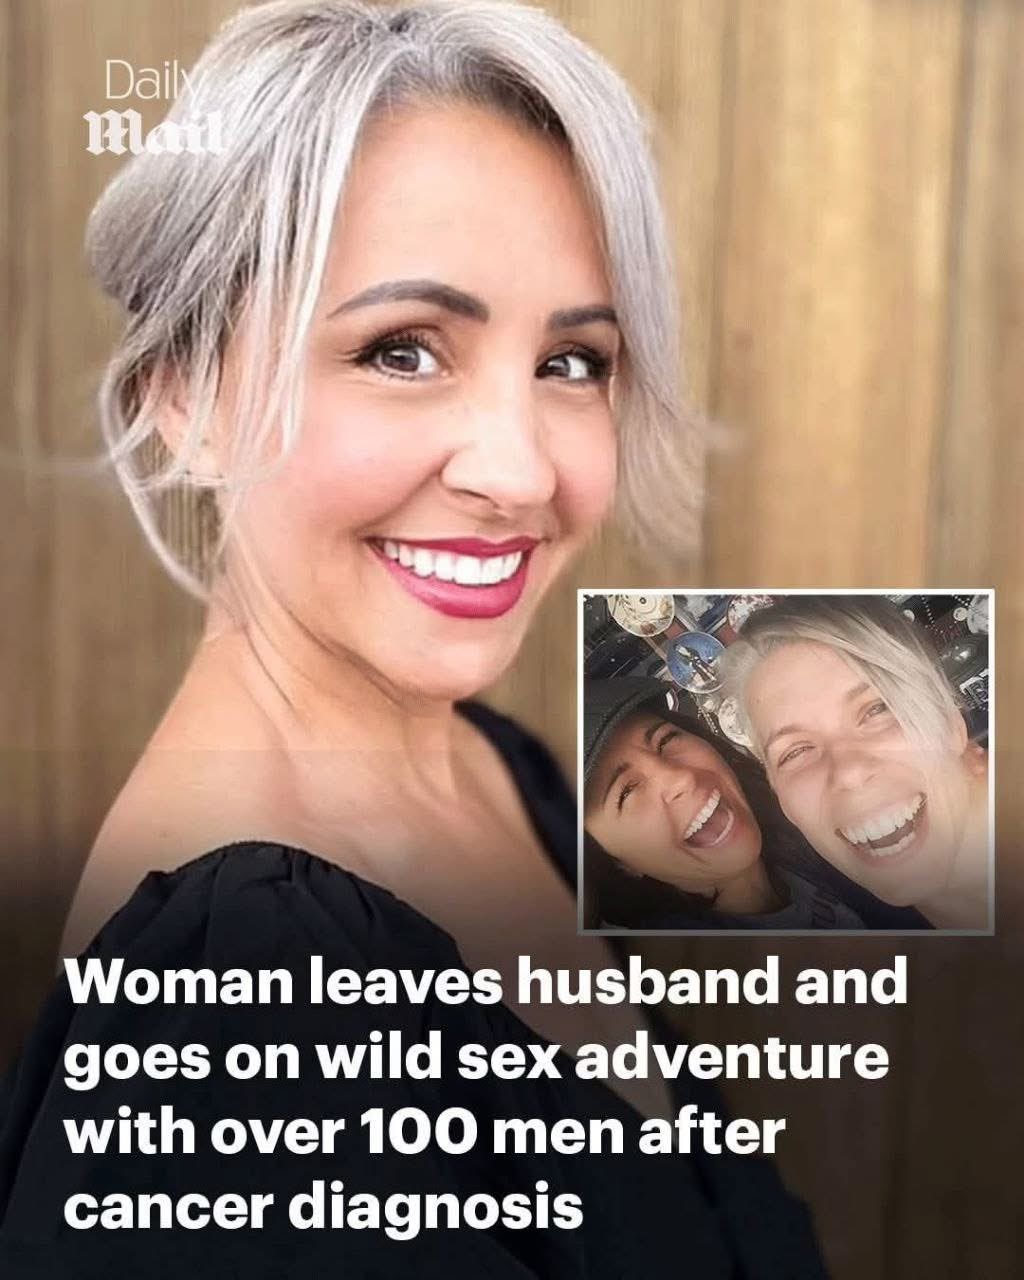 Daily
Mail
Woman leaves husband and
goes on wild sex adventure
with over 100 men after
cancer diagnosis